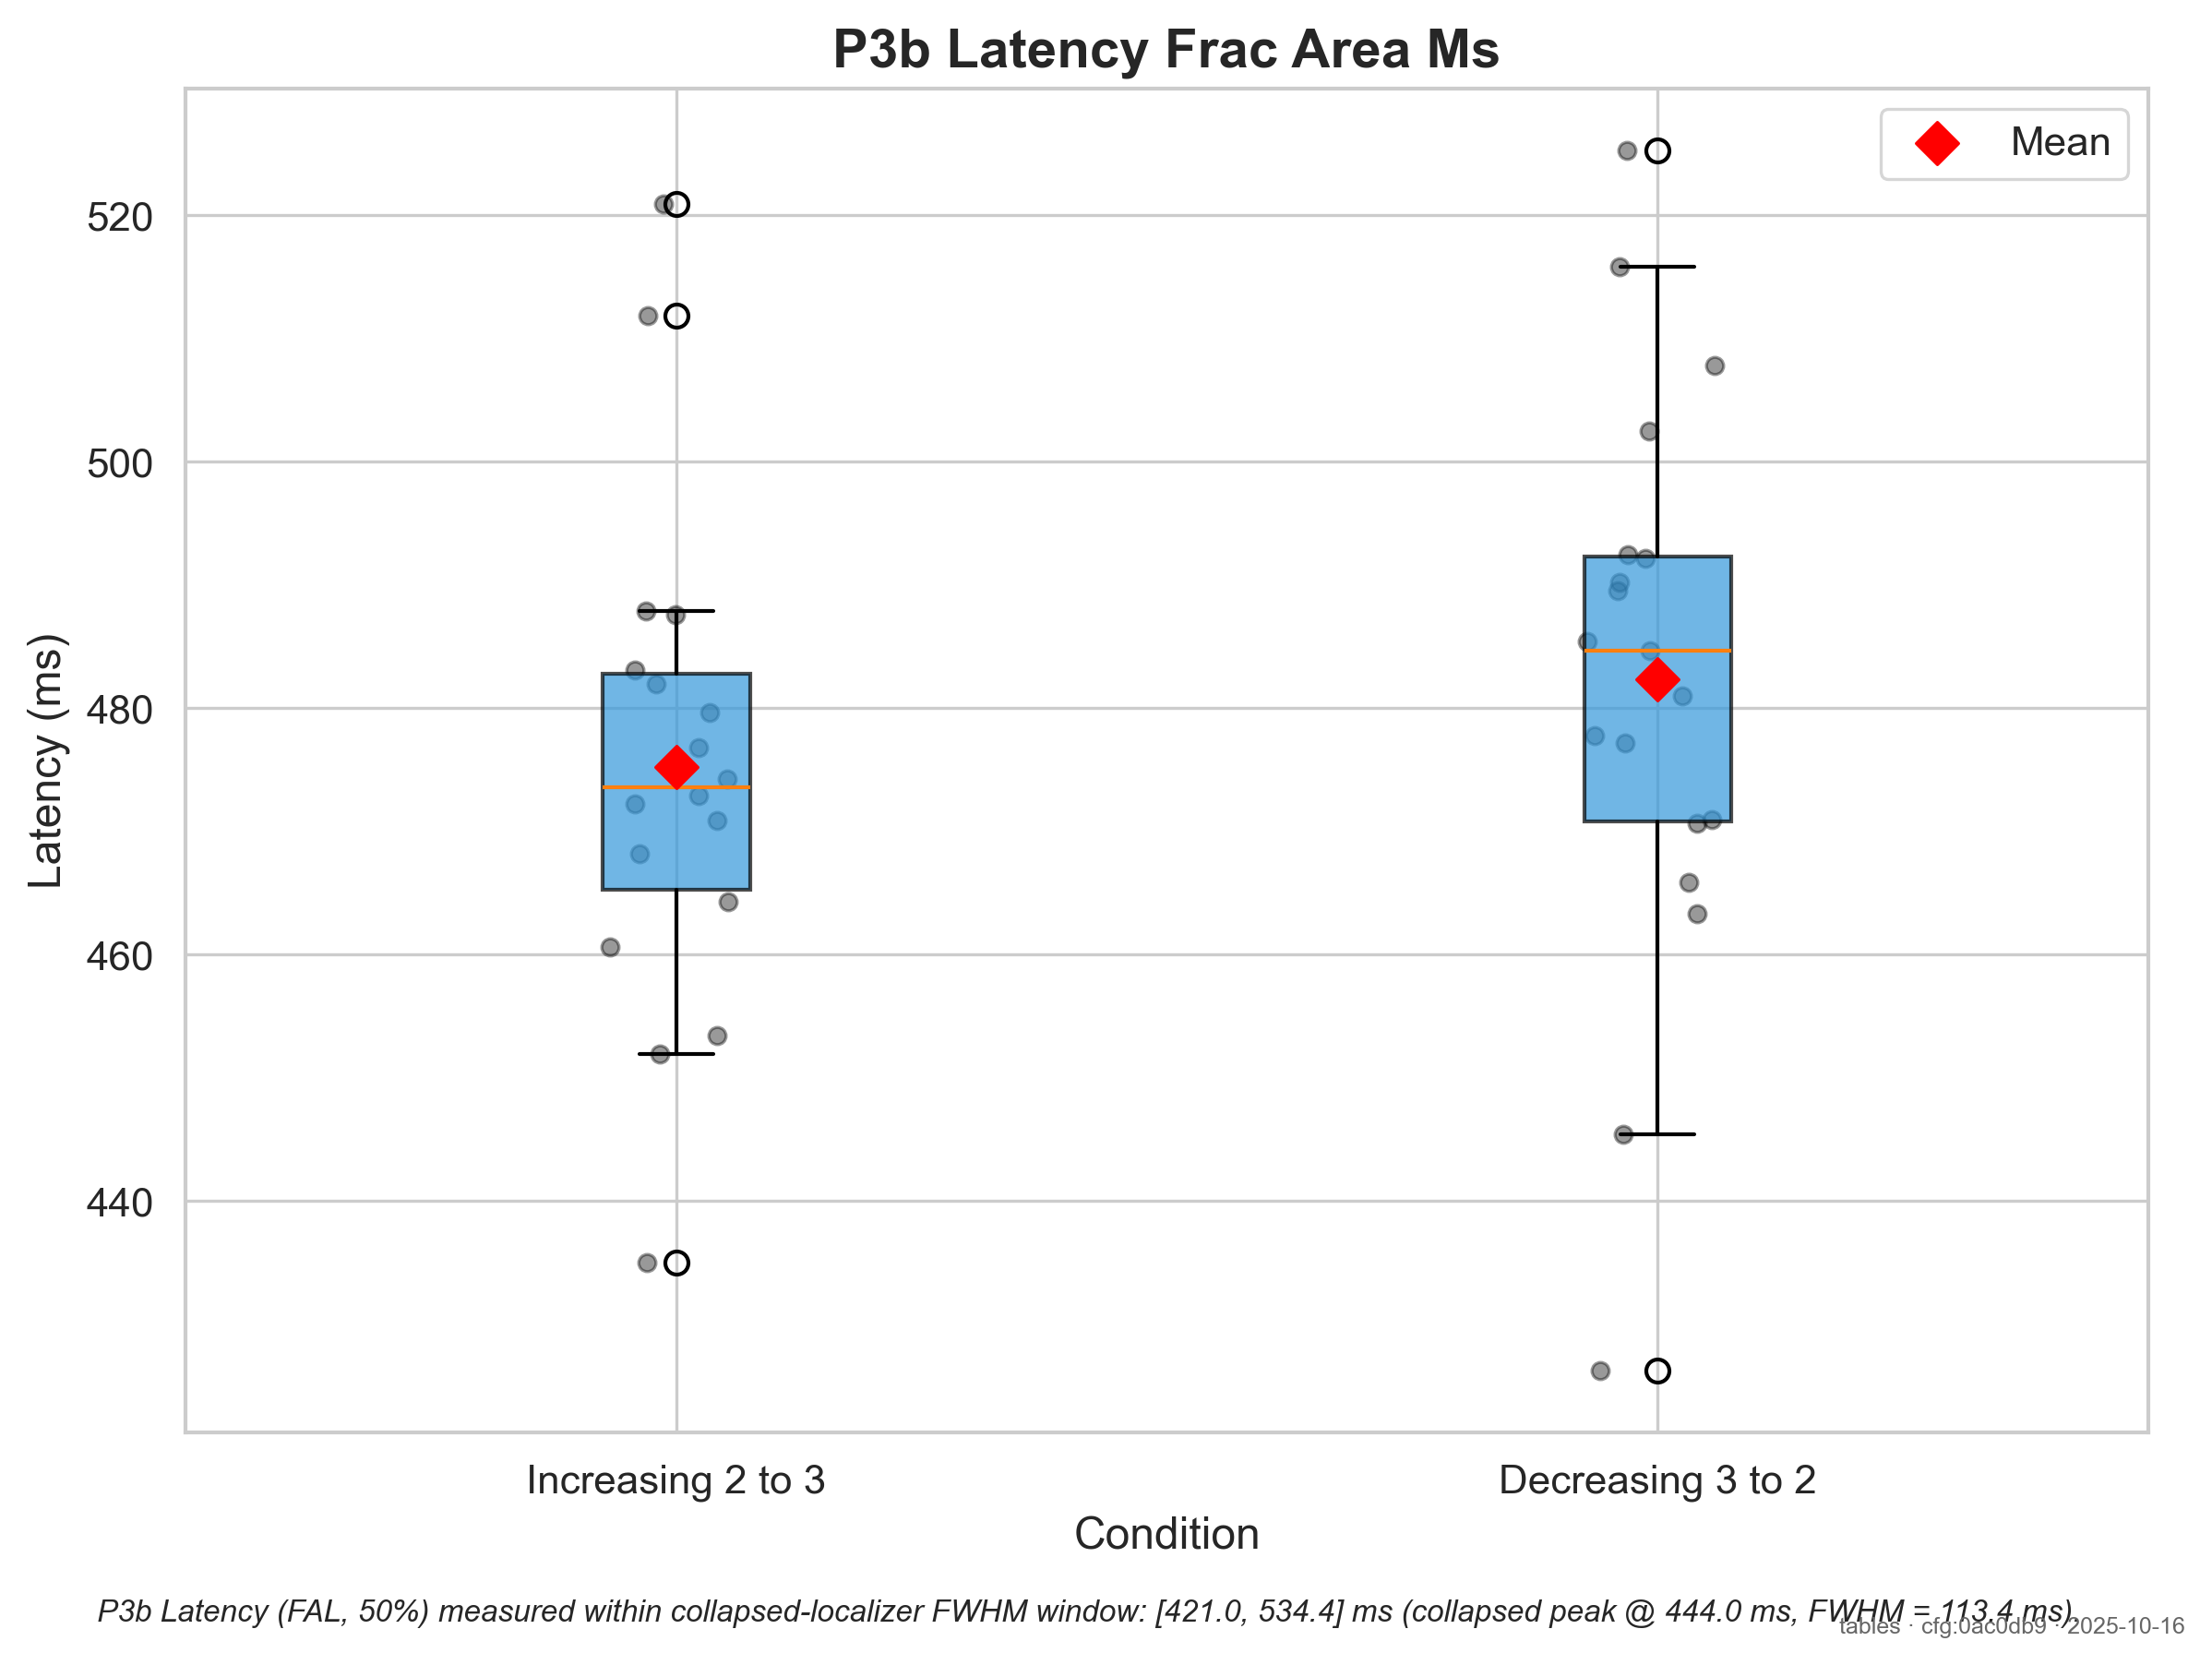 P3b Latency Frac Area Ms
Mean
520
500
480
460
440
Latency (ms)
Increasing 2 to 3
Decreasing 3 to 2
Condition
P3b Latency (FAL, 50%) measured within collapsed-localizer FWHM window: [421.0, 534.4] ms (collapsed peak @ 444.0 ms, FWHM = 113.4 ms).
tables · cfg:0ac0db9 · 2025-10-16